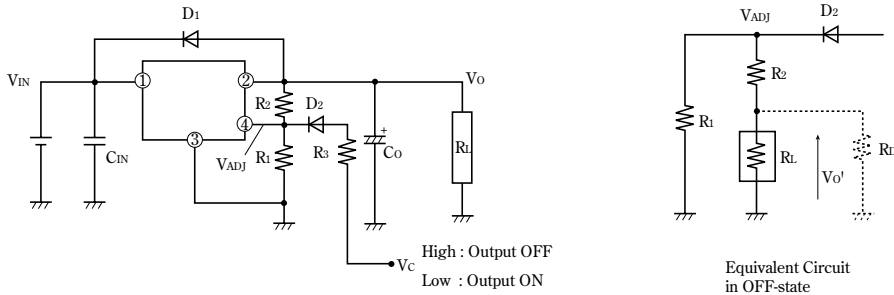 D1
VIN
1
2
VO
R2
D2
4
3
CIN
VADJ
R1
R3
+
CO
RL
VC
High : Output OFF
Low : Output ON
VADJ
D2
R2
R1
RL
VO'
Equivalent Circuit
in OFF-state